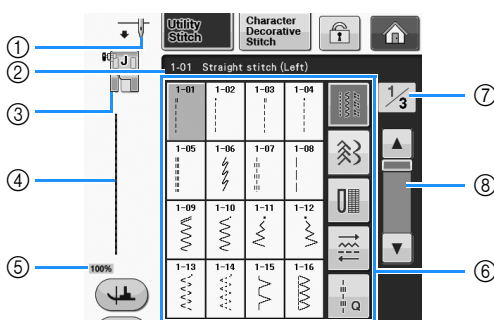 Utility Stitch
Character Decorative Stitch
①
②
1-01 Straight stitch (Left)
J
③
1-01 1-02 1-03 1-04
1/3
⑦
④
1-05 1-06 1-07 1-08
⑧
1-09 1-10 1-11 1-12
⑤
100%
⑥
1-13 1-14 1-15 1-16
Q